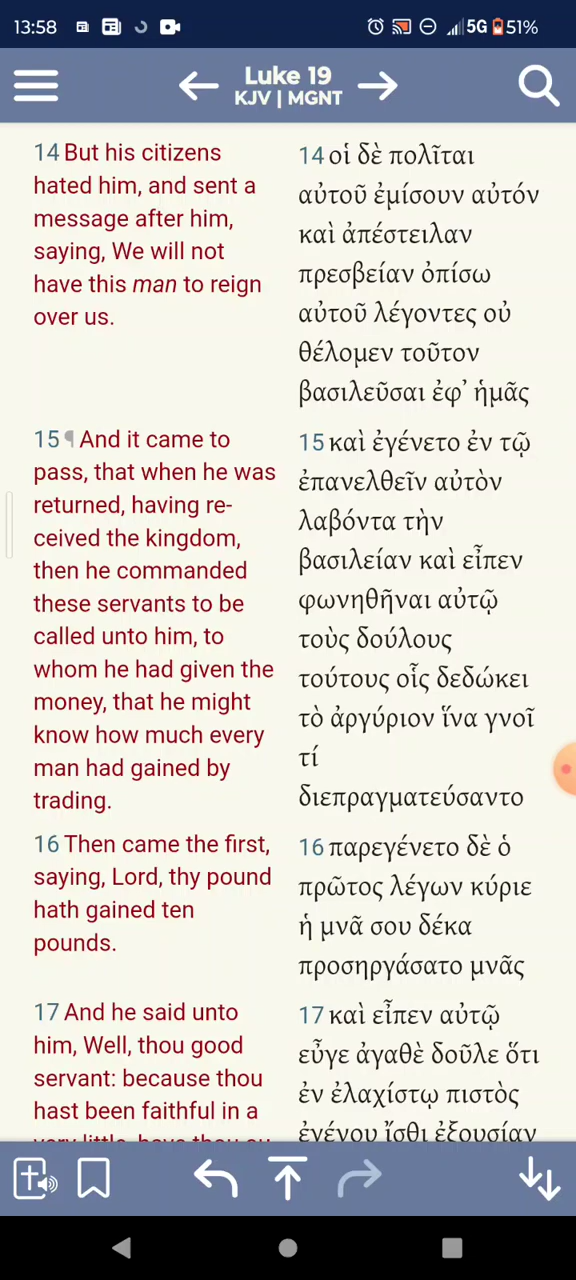 13:58
5G 51%
Luke 19
KJV | MGNT
14 But his citizens
hated him, and sent a
message after him,
saying, We will not
have this man to reign
over us.
14 οἱ δὲ πολῖται
αὐτοῦ ἐμίσουν αὐτόν
καὶ ἀπέστειλαν
πρεσβείαν ὀπίσω
αὐτοῦ λέγοντες οὐ
θέλομεν τοῦτον
βασιλεῦσαι ἐφ’ ἡμᾶς
15 ¶ And it came to
pass, that when he was
returned, having re-
ceived the kingdom,
then he commanded
these servants to be
called unto him, to
whom he had given the
money, that he might
know how much every
man had gained by
trading.
15 καὶ ἐγένετο ἐν τῷ
ἐπανελθεῖν αὐτὸν
λαβόντα τὴν
βασιλείαν καὶ εἶπεν
φωνηθῆναι αὐτῷ
τοὺς δούλους
τούτους οἷς δεδώκει
τὸ ἀργύριον ἵνα γνοῖ
τί
διεπραγματεύσαντο
16 Then came the first,
saying, Lord, thy pound
hath gained ten
pounds.
16 παρεγένετο δὲ ὁ
πρῶτος λέγων κύριε
ἡ μνᾶ σου δέκα
προσηργάσατο μνᾶς
17 And he said unto
him, Well, thou good
servant: because thou
hast been faithful in a
very little, have thou au
17 καὶ εἶπεν αὐτῷ
εὖγε ἀγαθὲ δοῦλε ὅτι
ἐν ἐλαχίστῳ πιστὸς
ἐγένου ἴσθι ἐξουσίαν